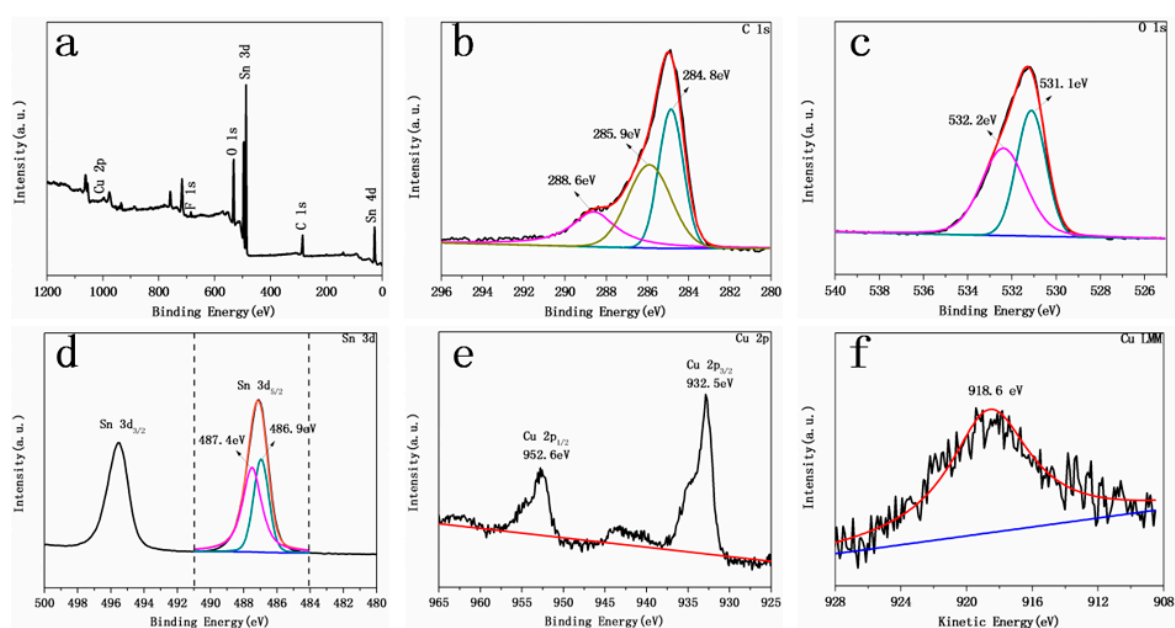 a
Cu 2p
F 1s
O 1s
Sn 3d
C 1s
Sn 4d
Intensity(a.u.)
1200 1000 800 600 400 200 0
Binding Energy(eV)
b
C 1s
284.8eV
285.9eV
288.6eV
Intensity(a.u.)
296 294 292 290 288 286 284 282 280
Binding Energy(eV)
c
O 1s
531.1eV
532.2eV
Intensity(a.u.)
540 538 536 534 532 530 528 526
Binding Energy(eV)
d
Sn 3d
Sn 3d5/2
Sn 3d3/2
487.4eV
486.9eV
Intensity(a.u.)
500 498 496 494 492 490 488 486 484 482 480
Binding Energy(eV)
e
Cu 2p
Cu 2p3/2
932.5eV
Cu 2p1/2
952.6eV
Intensity(a.u.)
965 960 955 950 945 940 935 930 925
Binding Energy(eV)
f
Cu LMM
918.6 eV
Intensity(a.u.)
928 924 920 916 912 908
Kinetic Energy(eV)